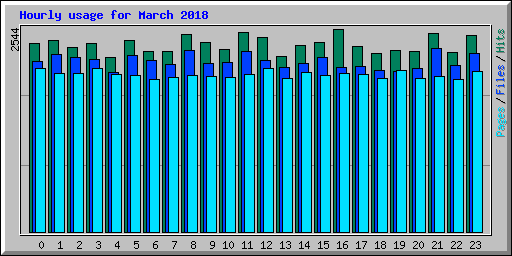 Hourly usage for March 2018
2544
Pages/Files/Hits
0 1 2 3 4 5 6 7 8 9 10 11 12 13 14 15 16 17 18 19 20 21 22 23